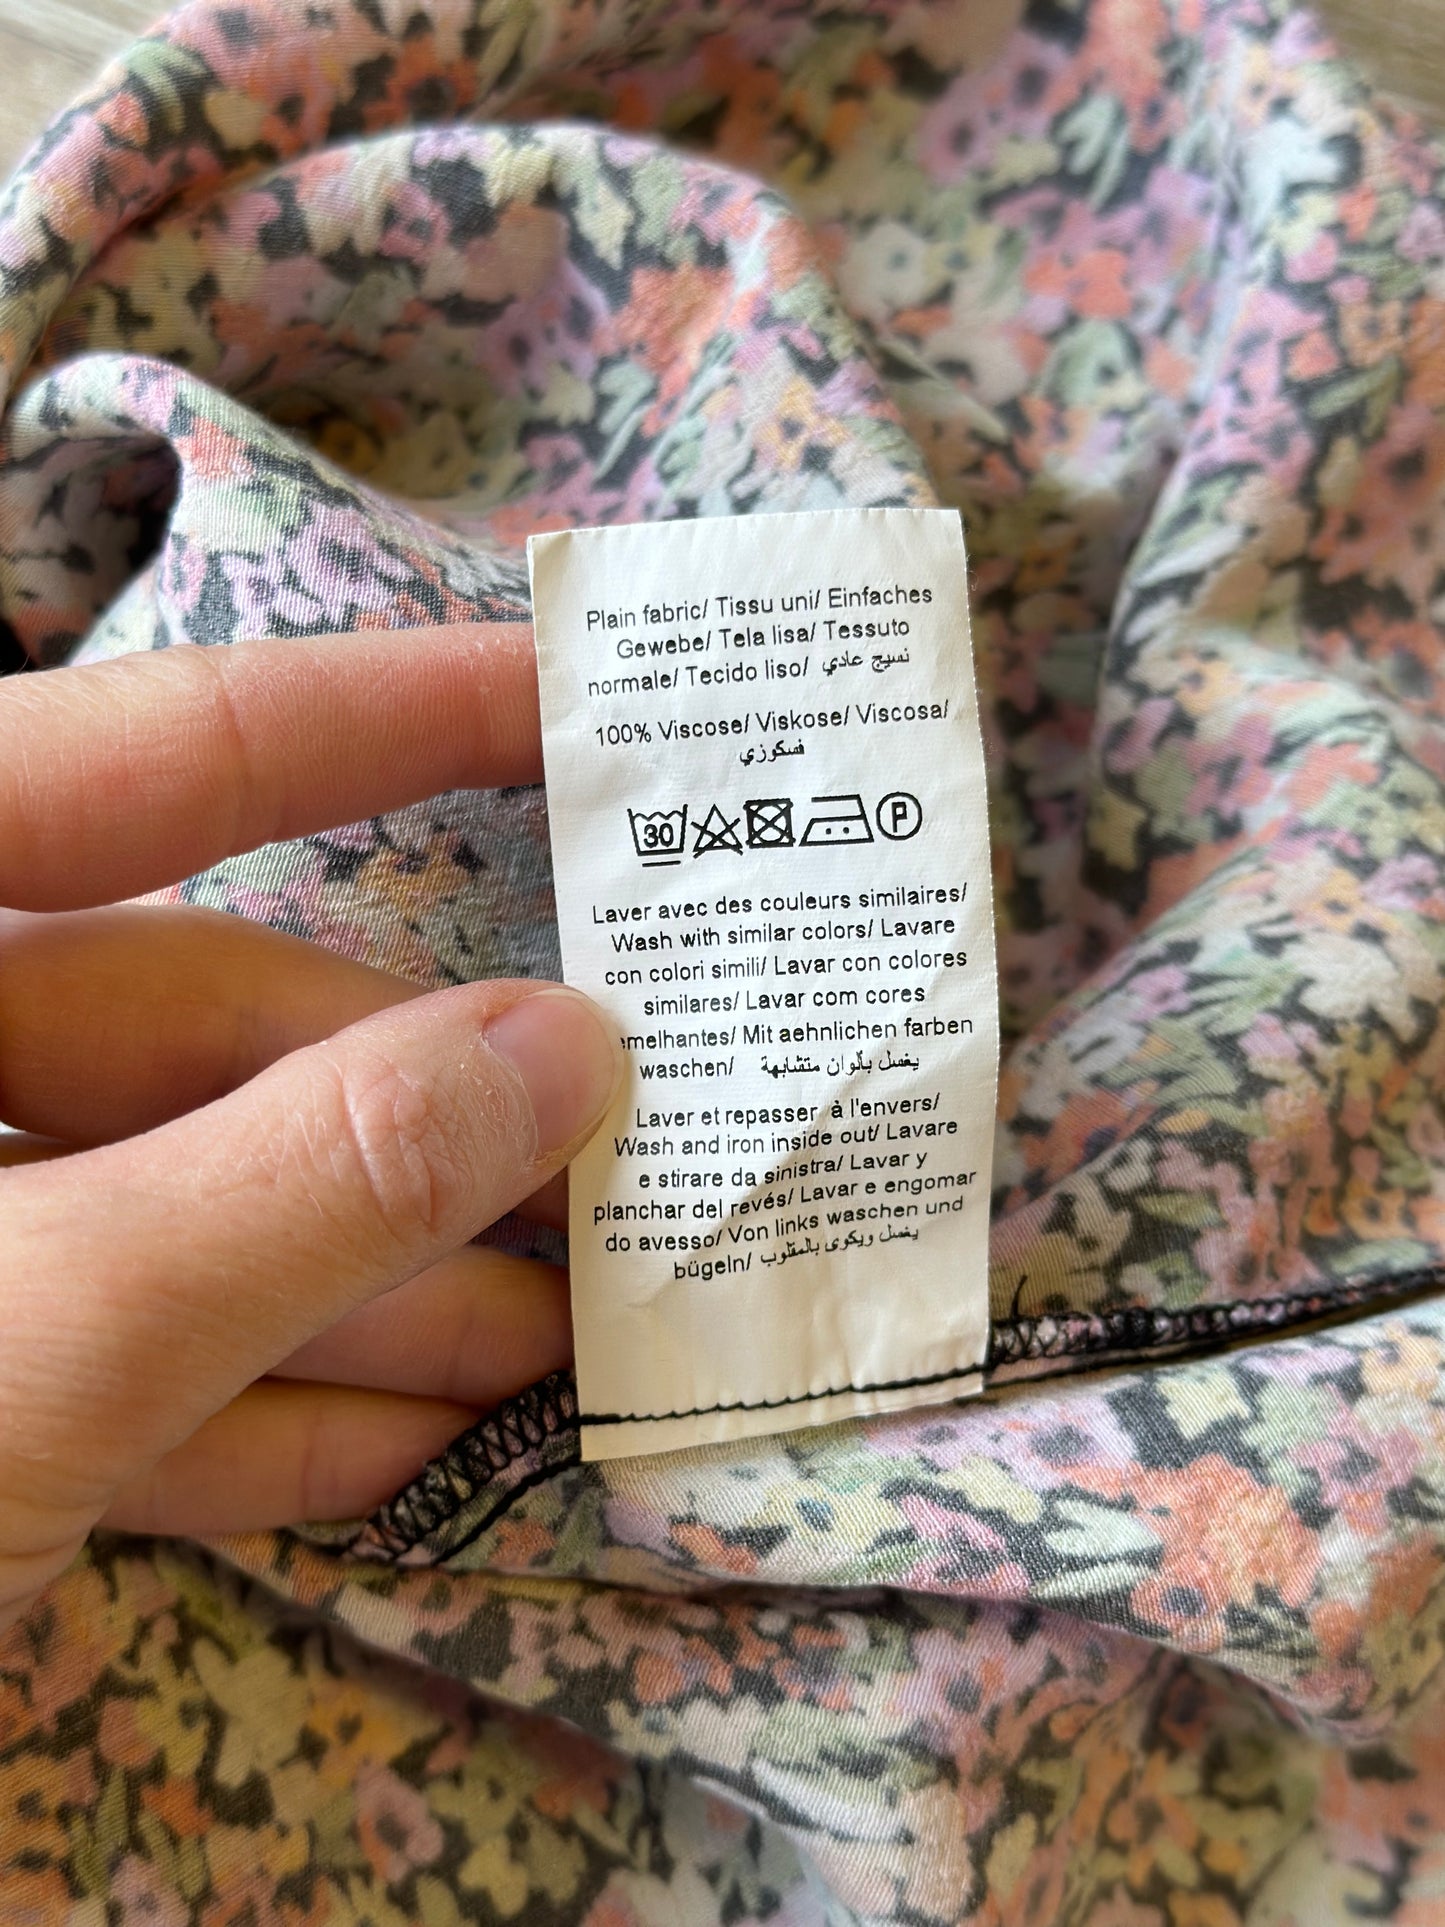 Plain fabric/ Tissu uni/ Einfaches
Gewebe/ Tela lisa/ Tessuto
normale/ Tecido liso/ نسيج عادي
100% Viscose/ Viskose/ Viscosa/
فسكوزي
30 P
Laver avec des couleurs similaires/
Wash with similar colors/ Lavare
con colori simili/ Lavar con colores
similares/ Lavar com cores
melhantes/ Mit aehnlichen farben
waschen/ يغسل بألوان متشابهة
Laver et repasser à l'envers/
Wash and iron inside out/ Lavare
e stirare da sinistra/ Lavar y
planchar del revés/ Lavar e engomar
do avesso/ Von links waschen und
bügeln/ يغسل ويكوى بالمقلوب